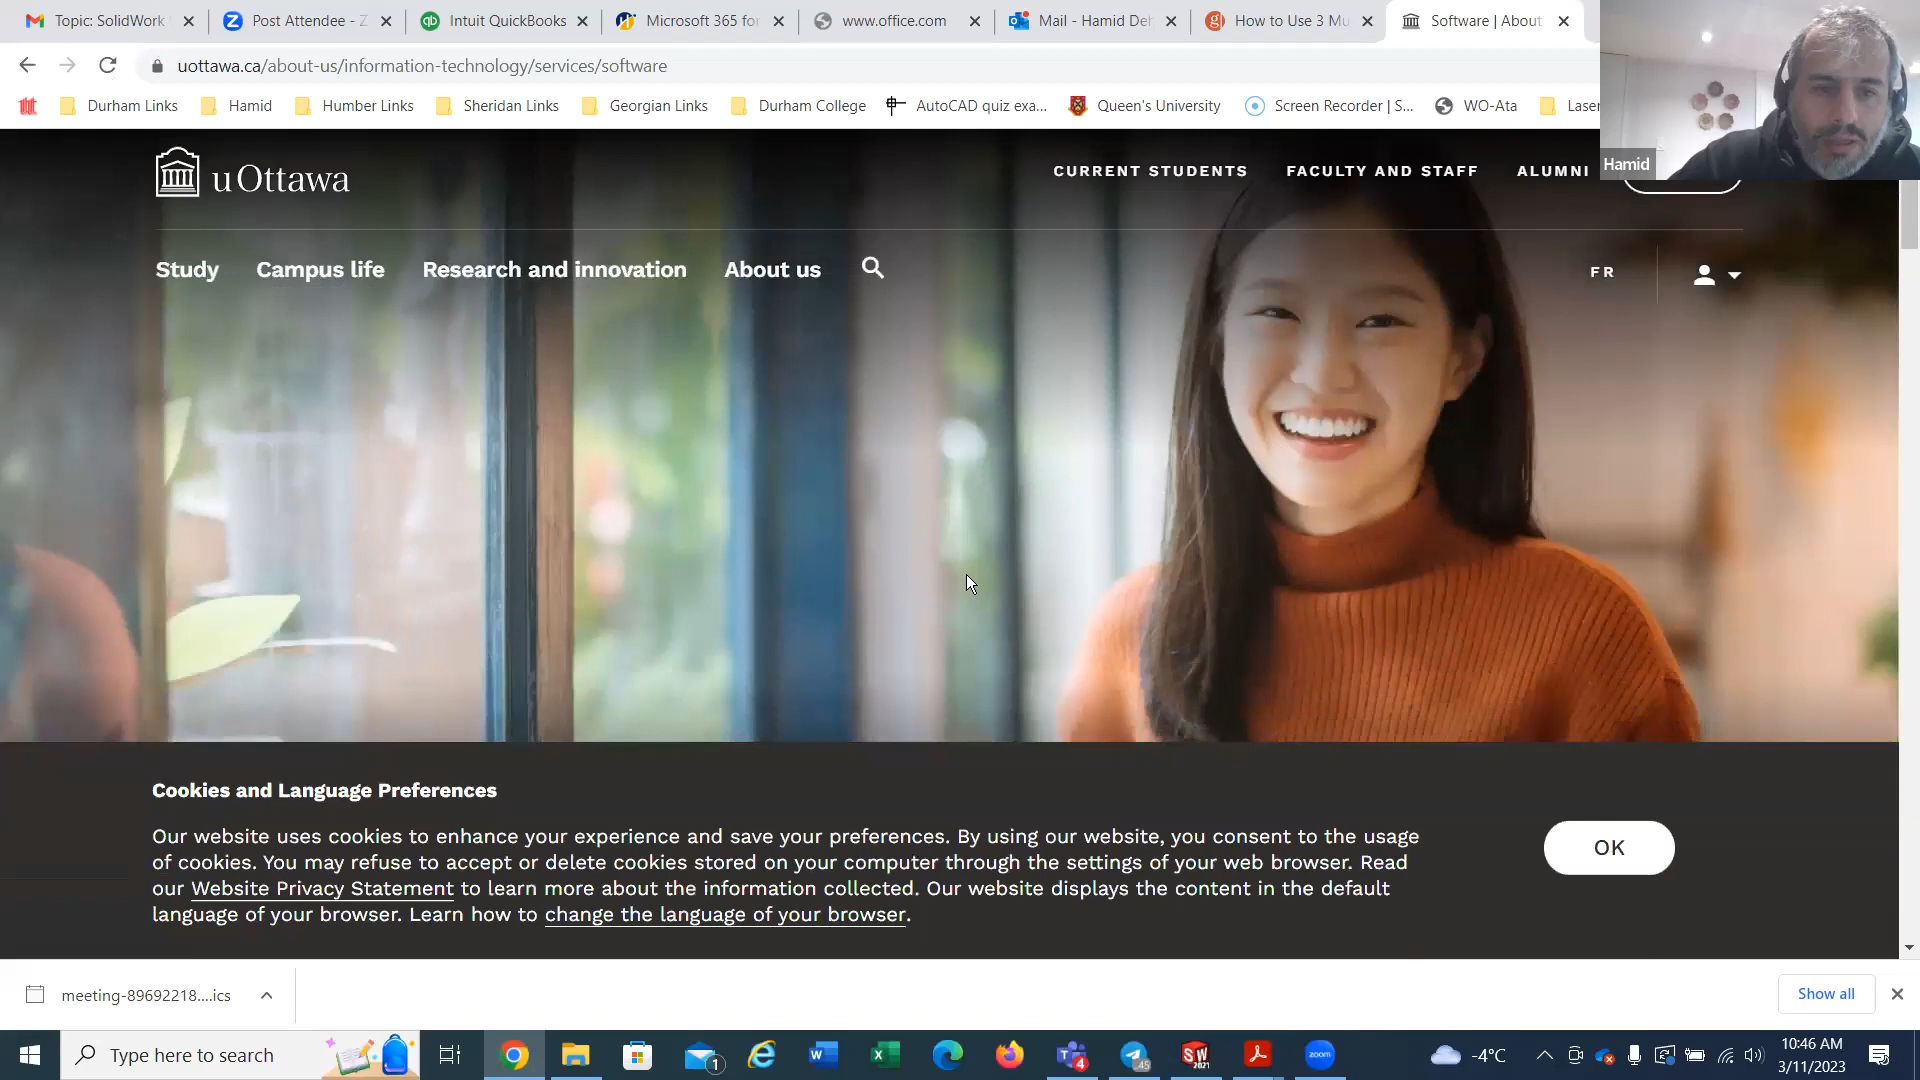 Topic: SolidWork
Post Attendee - Z
Intuit QuickBooks
Microsoft 365 for
www.office.com
Mail - Hamid Deh
How to Use 3 Mu
Software | About
uottawa.ca/about-us/information-technology/services/software
Durham Links
Hamid
Humber Links
Sheridan Links
Georgian Links
Durham College
AutoCAD quiz exa...
Queen's University
Screen Recorder | S...
WO-Ata
Laser
Hamid
uOttawa
CURRENT STUDENTS
FACULTY AND STAFF
ALUMNI
Study
Campus life
Research and innovation
About us
FR
Cookies and Language Preferences
Our website uses cookies to enhance your experience and save your preferences. By using our website, you consent to the usage
of cookies. You may refuse to accept or delete cookies stored on your computer through the settings of your web browser. Read
our Website Privacy Statement to learn more about the information collected. Our website displays the content in the default
language of your browser. Learn how to change the language of your browser.
OK
meeting-89692218....ics
Show all
Type here to search
1
4
45
SW
2021
zoom
-4°C
10:46 AM
3/11/2023